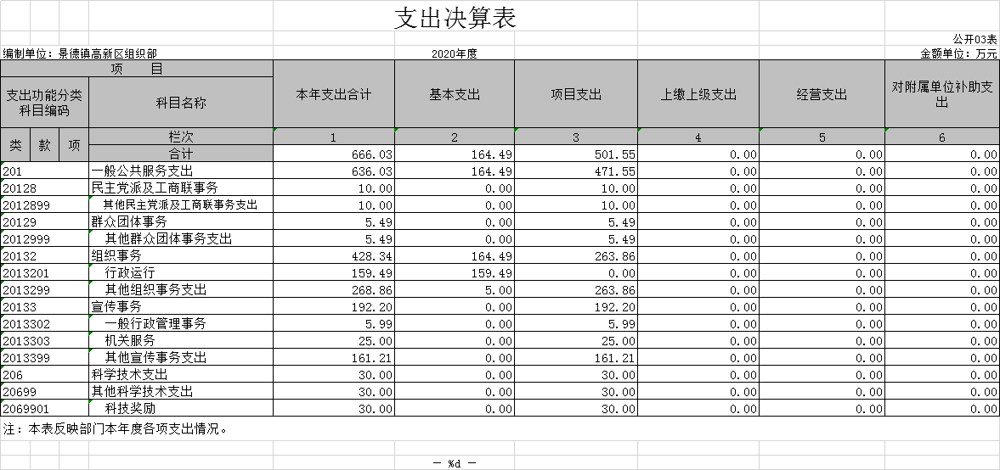 支出决算表
公开03表
编制单位：景德镇高新区组织部 2020年度 金额单位：万元
项 目 本年支出合计 基本支出 项目支出 上缴上级支出 经营支出 对附属单位补助支出
支出功能分类科目编码 科目名称
类 款 项 栏次 1 2 3 4 5 6
合计 666.03 164.49 501.55 0.00 0.00 0.00
201 一般公共服务支出 636.03 164.49 471.55 0.00 0.00 0.00
20128 民主党派及工商联事务 10.00 0.00 10.00 0.00 0.00 0.00
2012899 其他民主党派及工商联事务支出 10.00 0.00 10.00 0.00 0.00 0.00
20129 群众团体事务 5.49 0.00 5.49 0.00 0.00 0.00
2012999 其他群众团体事务支出 5.49 0.00 5.49 0.00 0.00 0.00
20132 组织事务 428.34 164.49 263.86 0.00 0.00 0.00
2013201 行政运行 159.49 159.49 0.00 0.00 0.00 0.00
2013299 其他组织事务支出 268.86 5.00 263.86 0.00 0.00 0.00
20133 宣传事务 192.20 0.00 192.20 0.00 0.00 0.00
2013302 一般行政管理事务 5.99 0.00 5.99 0.00 0.00 0.00
2013303 机关服务 25.00 0.00 25.00 0.00 0.00 0.00
2013399 其他宣传事务支出 161.21 0.00 161.21 0.00 0.00 0.00
206 科学技术支出 30.00 0.00 30.00 0.00 0.00 0.00
20699 其他科学技术支出 30.00 0.00 30.00 0.00 0.00 0.00
2069901 科技奖励 30.00 0.00 30.00 0.00 0.00 0.00
注：本表反映部门本年度各项支出情况。
— %d —